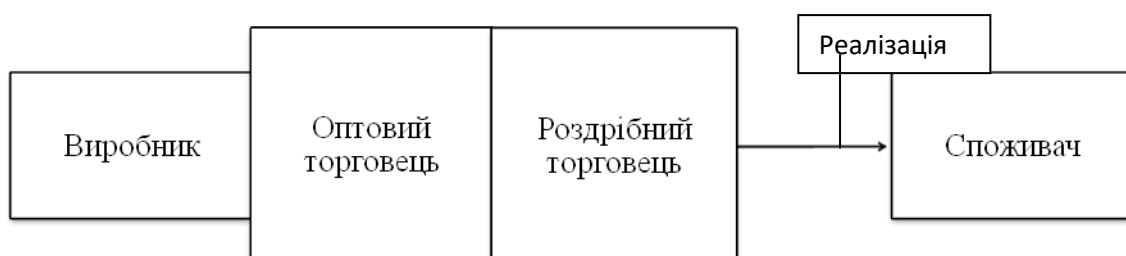 Реалізація
Виробник
Оптовий
торговець
Роздрібний
торговець
Споживач